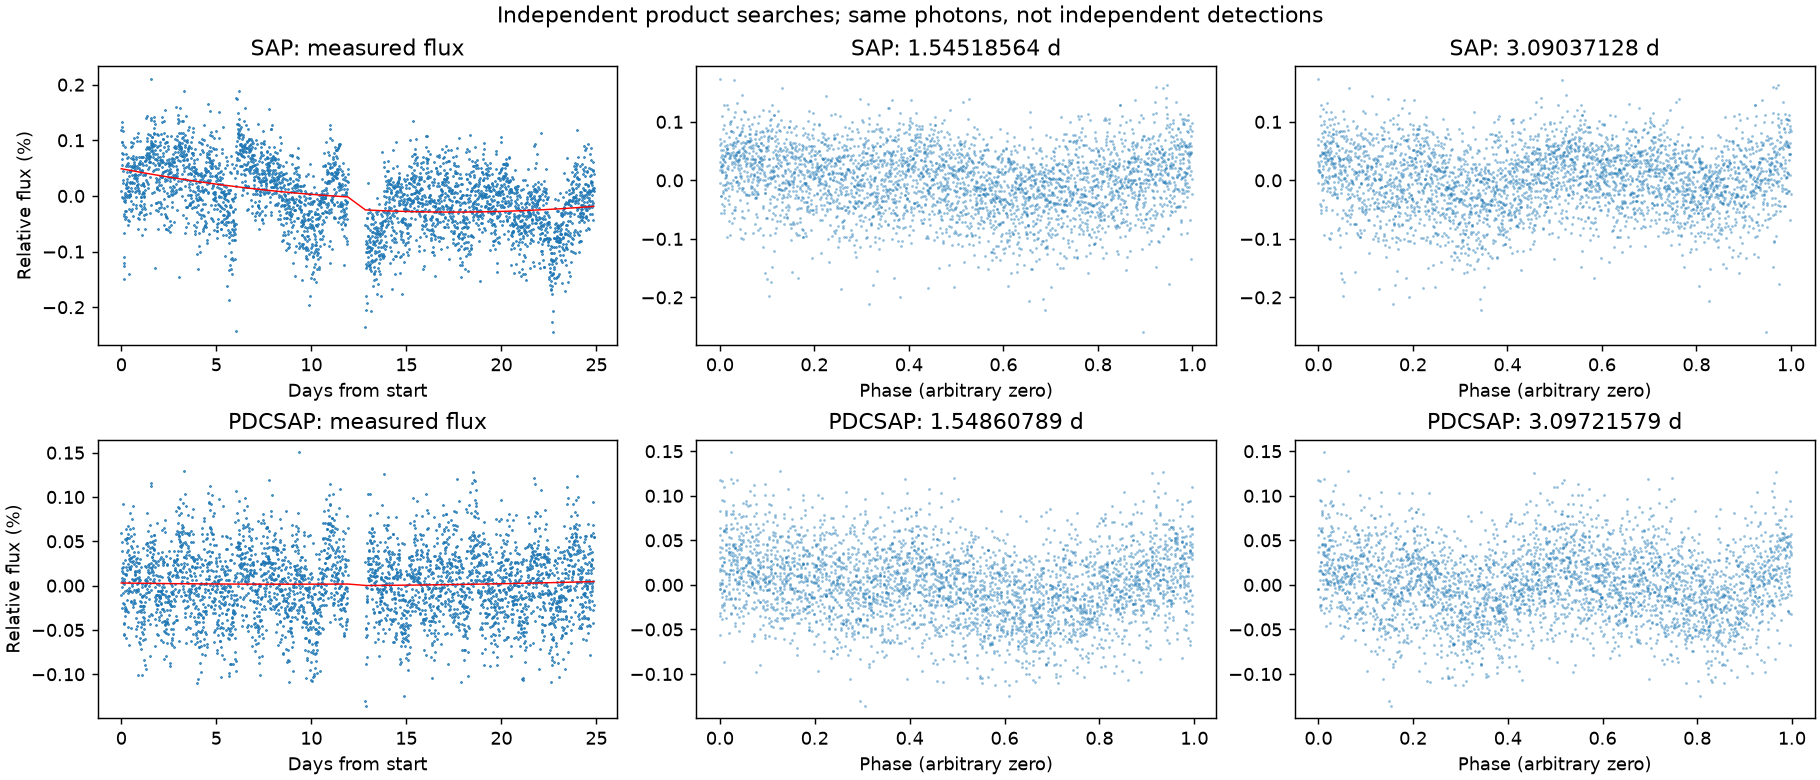 Independent product searches; same photons, not independent detections
SAP: measured flux
Relative flux (%)
0.2
0.1
0.0
−0.1
−0.2
0 5 10 15 20 25
Days from start
SAP: 1.54518564 d
0.1
0.0
−0.1
−0.2
0.0 0.2 0.4 0.6 0.8 1.0
Phase (arbitrary zero)
SAP: 3.09037128 d
0.1
0.0
−0.1
−0.2
0.0 0.2 0.4 0.6 0.8 1.0
Phase (arbitrary zero)
PDCSAP: measured flux
Relative flux (%)
0.15
0.10
0.05
0.00
−0.05
−0.10
0 5 10 15 20 25
Days from start
PDCSAP: 1.54860789 d
0.15
0.10
0.05
0.00
−0.05
−0.10
0.0 0.2 0.4 0.6 0.8 1.0
Phase (arbitrary zero)
PDCSAP: 3.09721579 d
0.15
0.10
0.05
0.00
−0.05
−0.10
0.0 0.2 0.4 0.6 0.8 1.0
Phase (arbitrary zero)